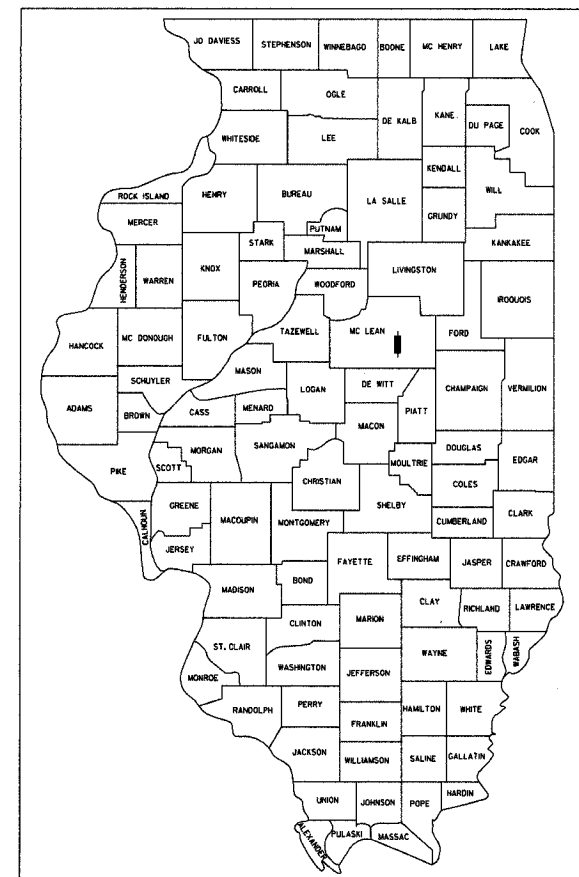 JO DAVIESS
STEPHENSON
WINNEBAGO
BOONE
MC HENRY
LAKE
CARROLL
OGLE
DE KALB
KANE
DU PAGE
COOK
WHITESIDE
LEE
KENDALL
WILL
ROCK ISLAND
HENRY
BUREAU
LA SALLE
GRUNDY
MERCER
PUTNAM
STARK
MARSHALL
KANKAKEE
HENDERSON
WARREN
KNOX
PEORIA
WOODFORD
LIVINGSTON
IROQUOIS
HANCOCK
MC DONOUGH
FULTON
TAZEWELL
MC LEAN
FORD
MASON
SCHUYLER
LOGAN
DE WITT
CHAMPAIGN
VERMILION
ADAMS
BROWN
CASS
MENARD
PIATT
MACON
MORGAN
SANGAMON
DOUGLAS
EDGAR
PIKE
SCOTT
CHRISTIAN
MOULTRIE
COLES
GREENE
MACOUPIN
MONTGOMERY
SHELBY
CUMBERLAND
CLARK
CALHOUN
JERSEY
FAYETTE
EFFINGHAM
JASPER
CRAWFORD
MADISON
BOND
CLAY
RICHLAND
LAWRENCE
CLINTON
MARION
ST. CLAIR
WAYNE
EDWARDS
WABASH
WASHINGTON
JEFFERSON
MONROE
RANDOLPH
PERRY
HAMILTON
WHITE
FRANKLIN
JACKSON
WILLIAMSON
SALINE
GALLATIN
HARDIN
UNION
JOHNSON
POPE
ALEXANDER
PULASKI
MASSAC